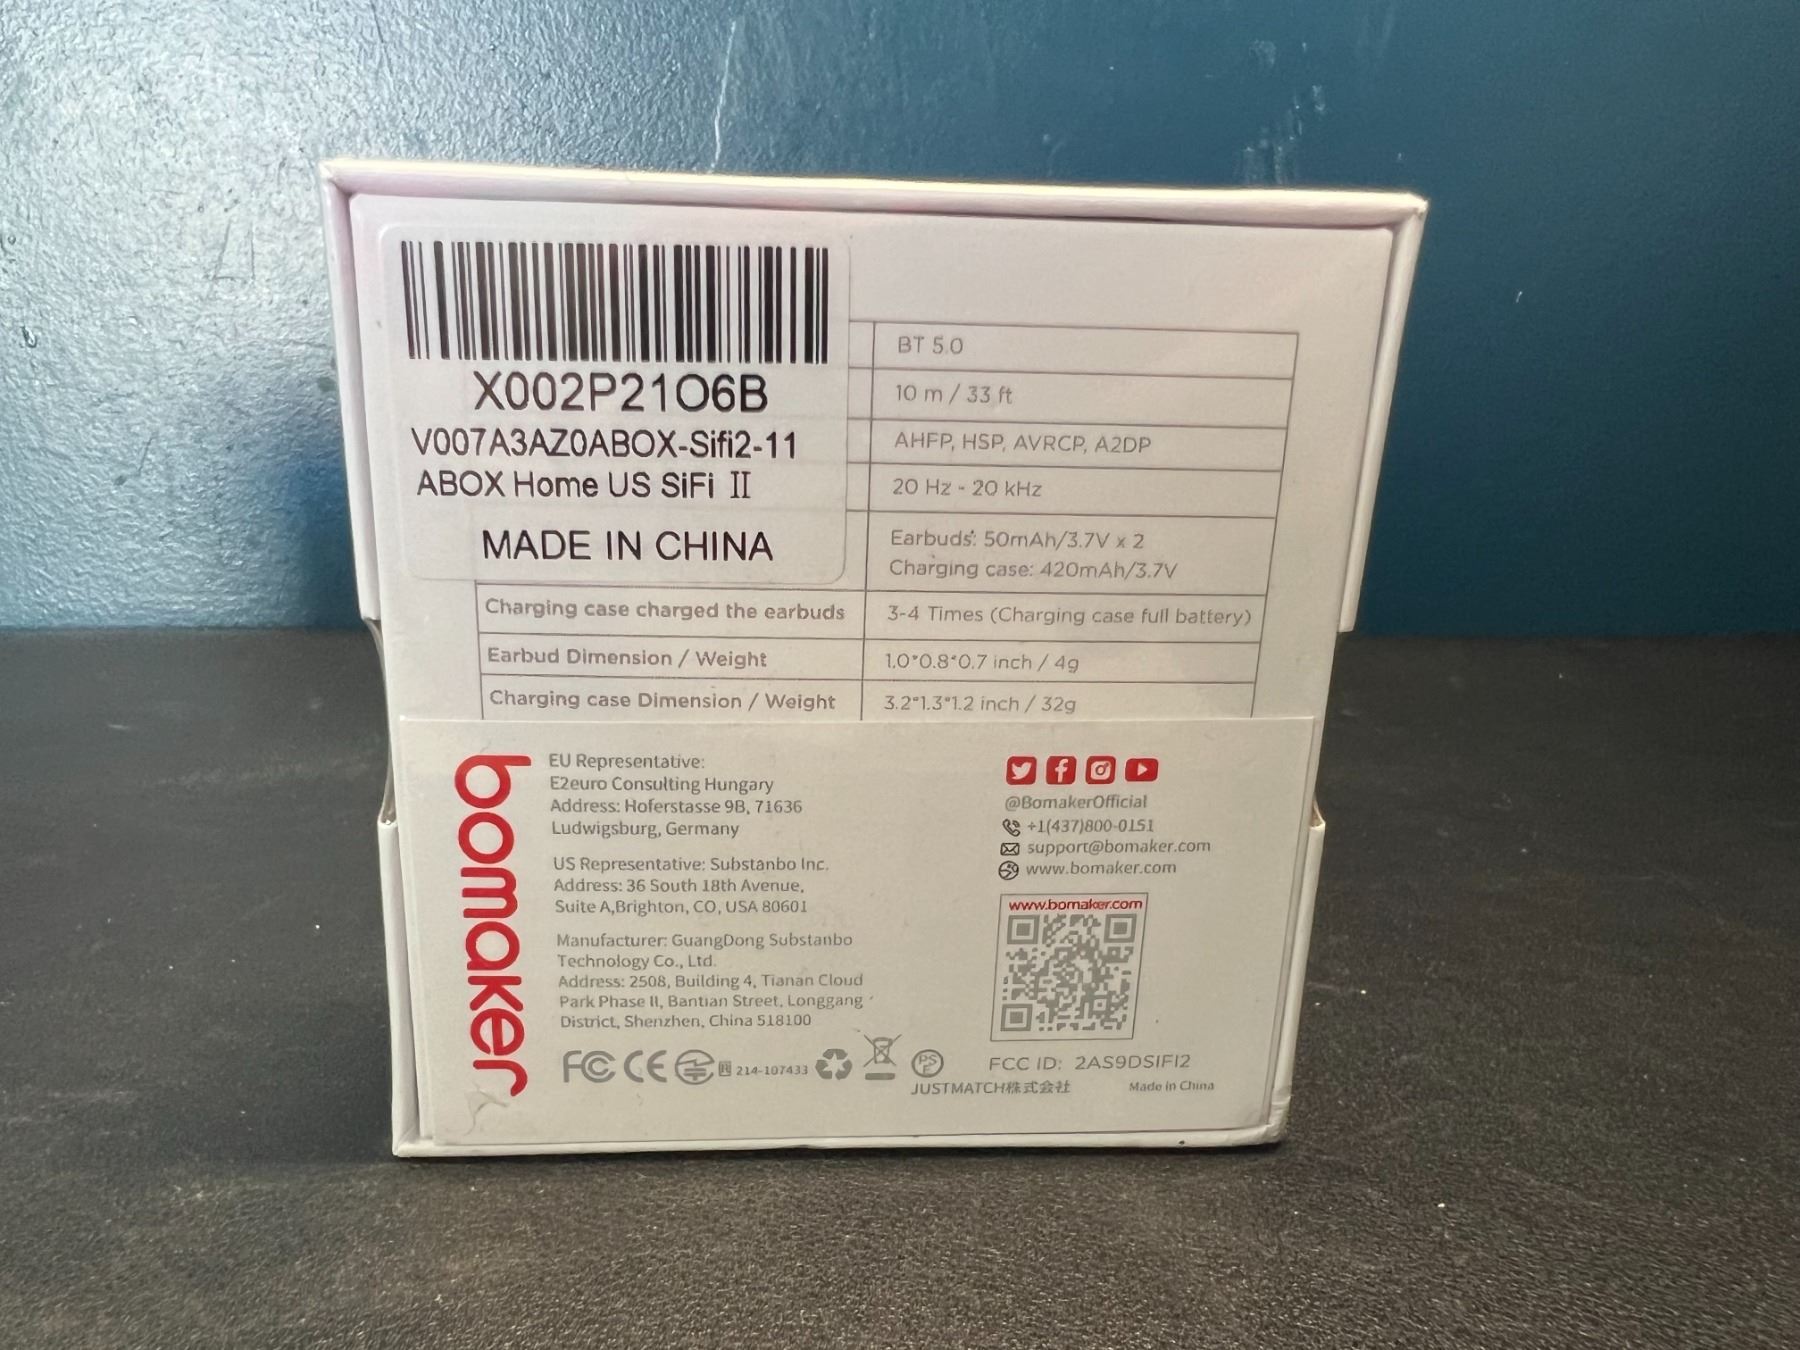 X002P21O6B
V007A3AZ0ABOX-Sifi2-11
ABOX Home US SiFi II
MADE IN CHINA
BT 5.0
10 m / 33 ft
AHFP, HSP, AVRCP, A2DP
20 Hz - 20 kHz
Earbuds: 50mAh/3.7V x 2
Charging case: 420mAh/3.7V
Charging case charged the earbuds 3-4 Times (Charging case full battery)
Earbud Dimension / Weight 1.0*0.8*0.7 inch / 4g
Charging case Dimension / Weight 3.2*1.3*1.2 inch / 32g
bomaker
EU Representative:
E2euro Consulting Hungary
Address: Hoferstasse 9B, 71636
Ludwigsburg, Germany
US Representative: Substanbo Inc.
Address: 36 South 18th Avenue,
Suite A,Brighton, CO, USA 80601
Manufacturer: GuangDong Substanbo
Technology Co., Ltd.
Address: 2508, Building 4, Tianan Cloud
Park Phase II, Bantian Street, Longgang
District, Shenzhen, China 518100
@BomakerOfficial
+1(437)800-0151
support@bomaker.com
www.bomaker.com
www.bomaker.com
FC CE R 214-107433 PSE
JUSTMATCH株式会社
FCC ID: 2AS9DSIFI2
Made in China